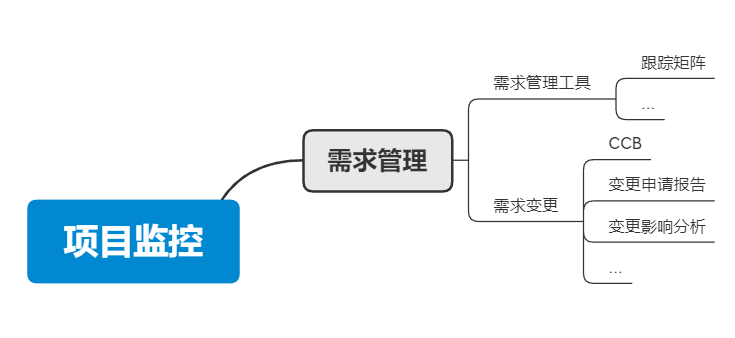 项目监控
需求管理
需求管理工具
跟踪矩阵
...
需求变更
CCB
变更申请报告
变更影响分析
...